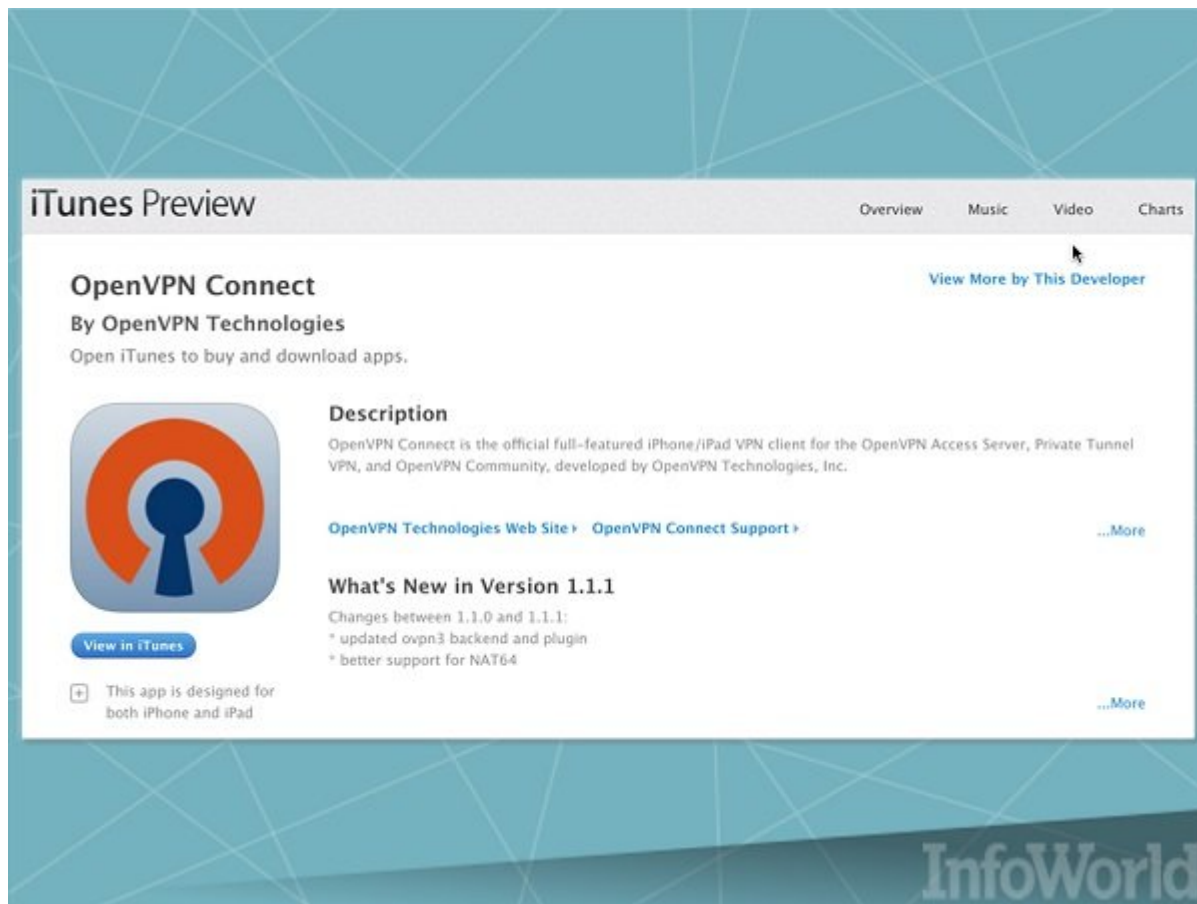 iTunes Preview
Overview Music Video Charts
OpenVPN Connect
View More by This Developer
By OpenVPN Technologies
Open iTunes to buy and download apps.
Description
OpenVPN Connect is the official full-featured iPhone/iPad VPN client for the OpenVPN Access Server, Private Tunnel
VPN, and OpenVPN Community, developed by OpenVPN Technologies, Inc.
OpenVPN Technologies Web Site OpenVPN Connect Support ...More
What's New in Version 1.1.1
Changes between 1.1.0 and 1.1.1:
* updated ovpn3 backend and plugin
* better support for NAT64
View in iTunes
This app is designed for
both iPhone and iPad
...More
InfoWorld